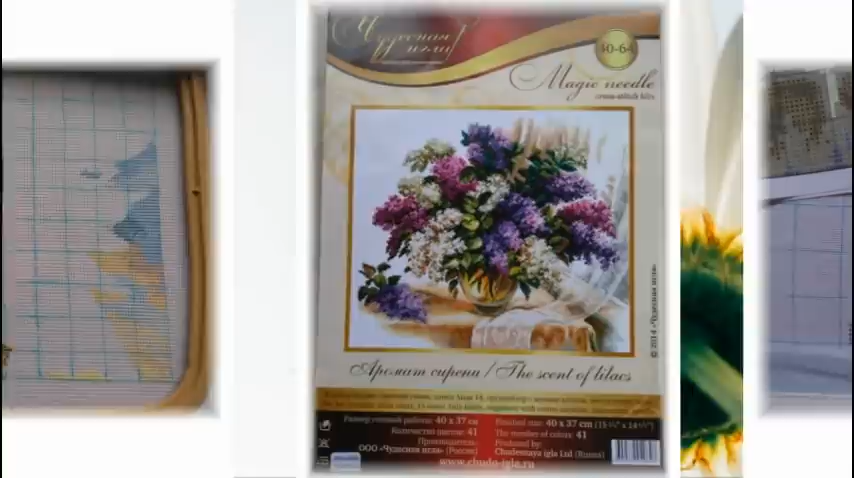 Чудесная
игла
40-64
Magic needle
cross-stitch kits
© 2014 «Чудесная игла»
Аромат сирени / The scent of lilacs
Размер готовой работы: 40 х 37 см
Количество цветов: 41
Производитель:
ООО «Чудесная игла» (Россия)
Finished size: 40 x 37 cm
The number of colors: 41
Produced by:
Chudesnaya igla Ltd (Russia)
www.chudo-igla.ru